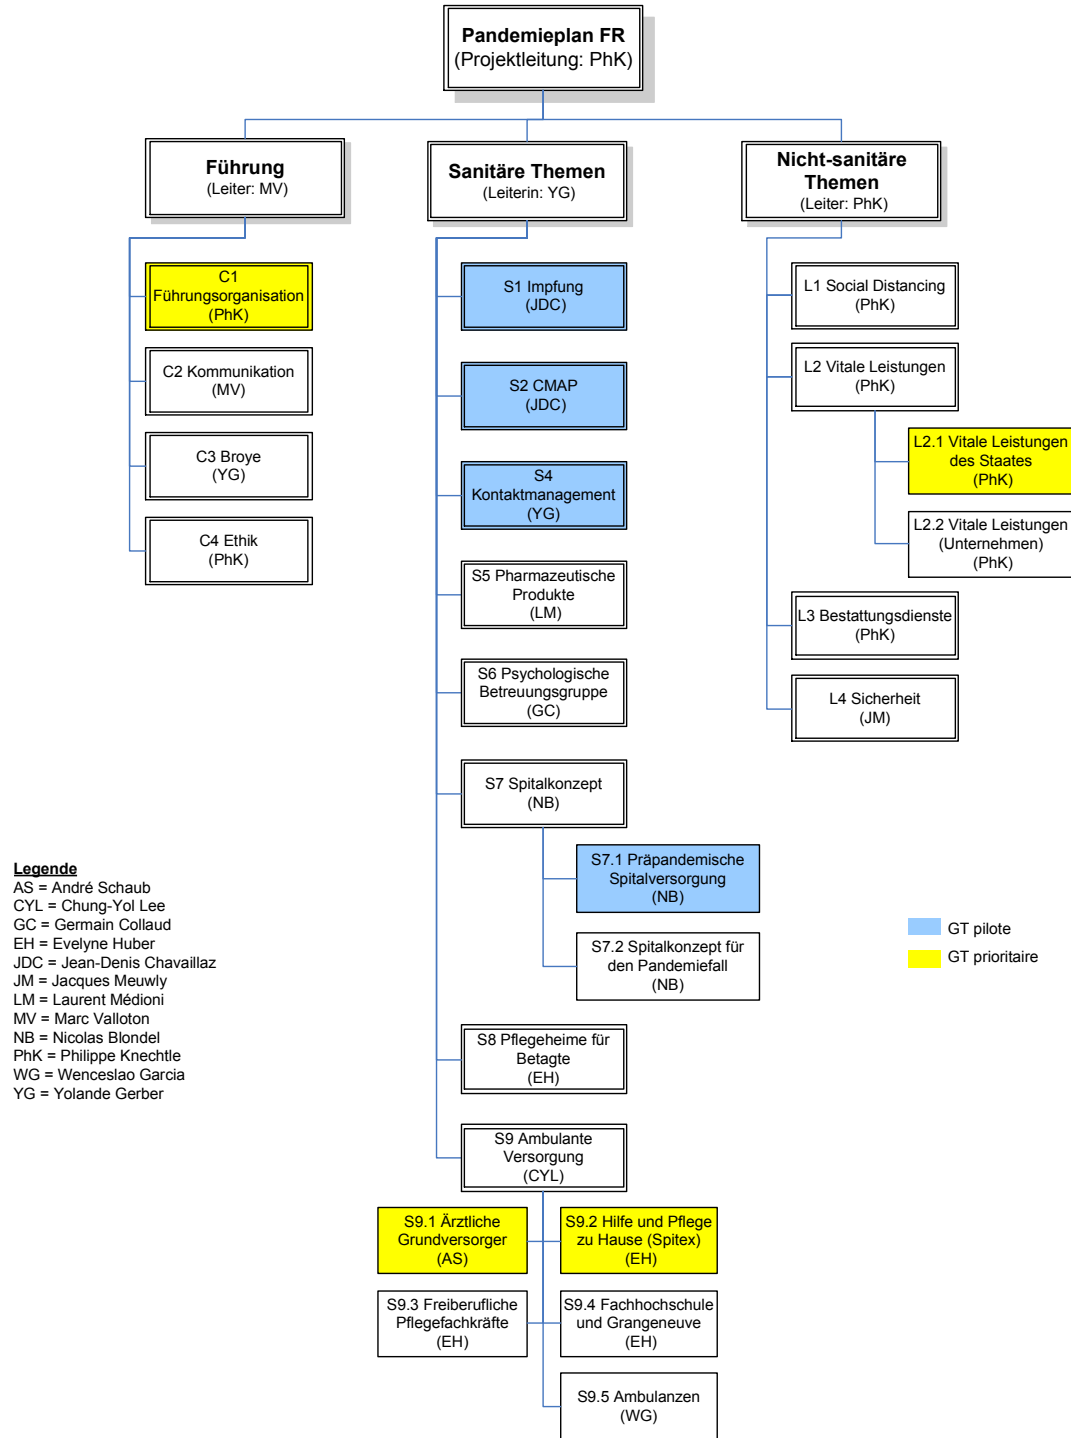 Pandemieplan FR
(Projektleitung: PhK)
Führung
(Leiter: MV)
Sanitäre Themen
(Leiterin: YG)
Nicht-sanitäre
Themen
(Leiter: PhK)
C1
Führungsorganisation
(PhK)
C2 Kommunikation
(MV)
C3 Broye
(YG)
C4 Ethik
(PhK)
S1 Impfung
(JDC)
S2 CMAP
(JDC)
S4
Kontaktmanagement
(YG)
S5 Pharmazeutische
Produkte
(LM)
S6 Psychologische
Betreuungsgruppe
(GC)
S7 Spitalkonzept
(NB)
S7.1 Präpandemische
Spitalversorgung
(NB)
S7.2 Spitalkonzept für
den Pandemiefall
(NB)
S8 Pflegeheime für
Betagte
(EH)
S9 Ambulante
Versorgung
(CYL)
S9.1 Ärztliche
Grundversorger
(AS)
S9.2 Hilfe und Pflege
zu Hause (Spitex)
(EH)
S9.3 Freiberufliche
Pflegefachkräfte
(EH)
S9.4 Fachhochschule
und Grangeneuve
(EH)
S9.5 Ambulanzen
(WG)
L1 Social Distancing
(PhK)
L2 Vitale Leistungen
(PhK)
L2.1 Vitale Leistungen
des Staates
(PhK)
L2.2 Vitale Leistungen
(Unternehmen)
(PhK)
L3 Bestattungsdienste
(PhK)
L4 Sicherheit
(JM)
Legende
AS = André Schaub
CYL = Chung-Yol Lee
GC = Germain Collaud
EH = Evelyne Huber
JDC = Jean-Denis Chavaillaz
JM = Jacques Meuwly
LM = Laurent Médioni
MV = Marc Valloton
NB = Nicolas Blondel
PhK = Philippe Knechtle
WG = Wenceslao Garcia
YG = Yolande Gerber
GT pilote
GT prioritaire